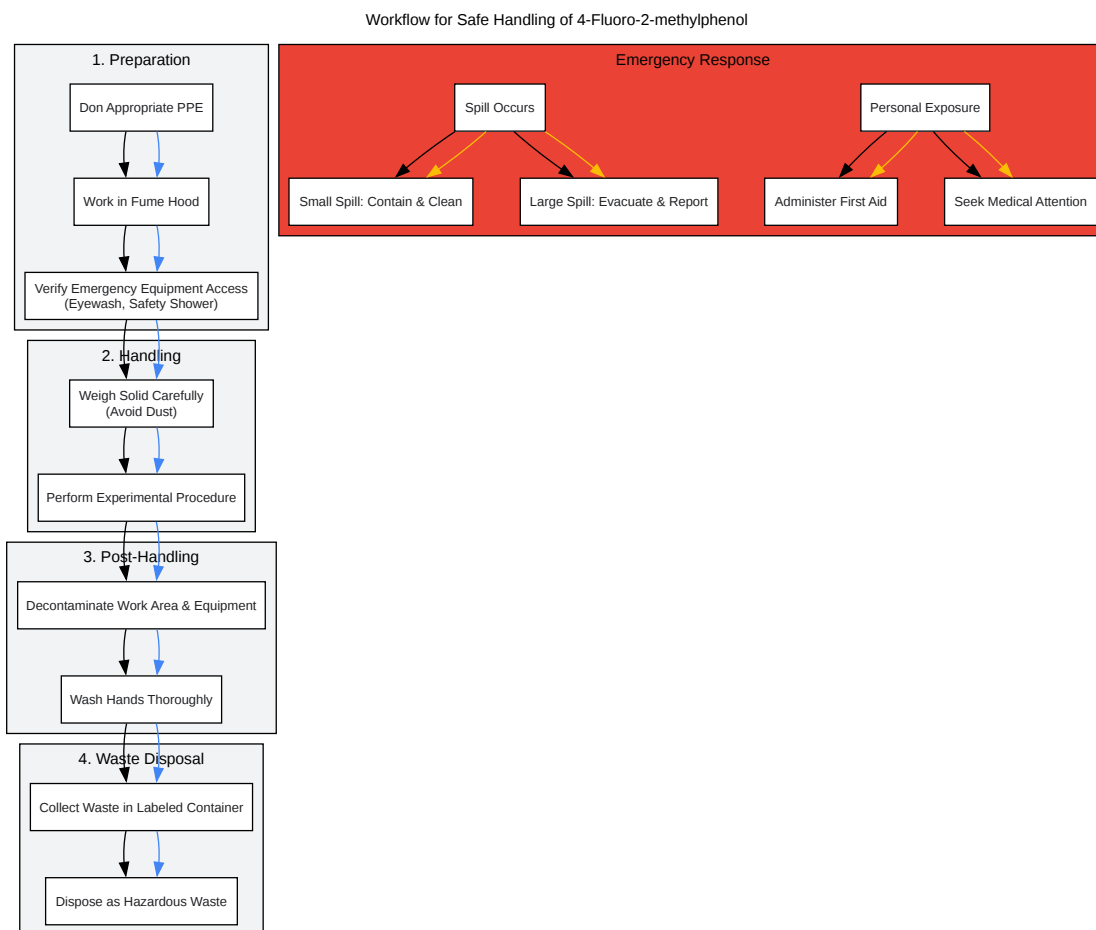 Workflow for Safe Handling of 4-Fluoro-2-methylphenol
1. Preparation
Don Appropriate PPE
Work in Fume Hood
Verify Emergency Equipment Access
(Eyewash, Safety Shower)
2. Handling
Weigh Solid Carefully
(Avoid Dust)
Perform Experimental Procedure
3. Post-Handling
Decontaminate Work Area & Equipment
Wash Hands Thoroughly
4. Waste Disposal
Collect Waste in Labeled Container
Dispose as Hazardous Waste
Emergency Response
Spill Occurs
Small Spill: Contain & Clean
Large Spill: Evacuate & Report
Personal Exposure
Administer First Aid
Seek Medical Attention